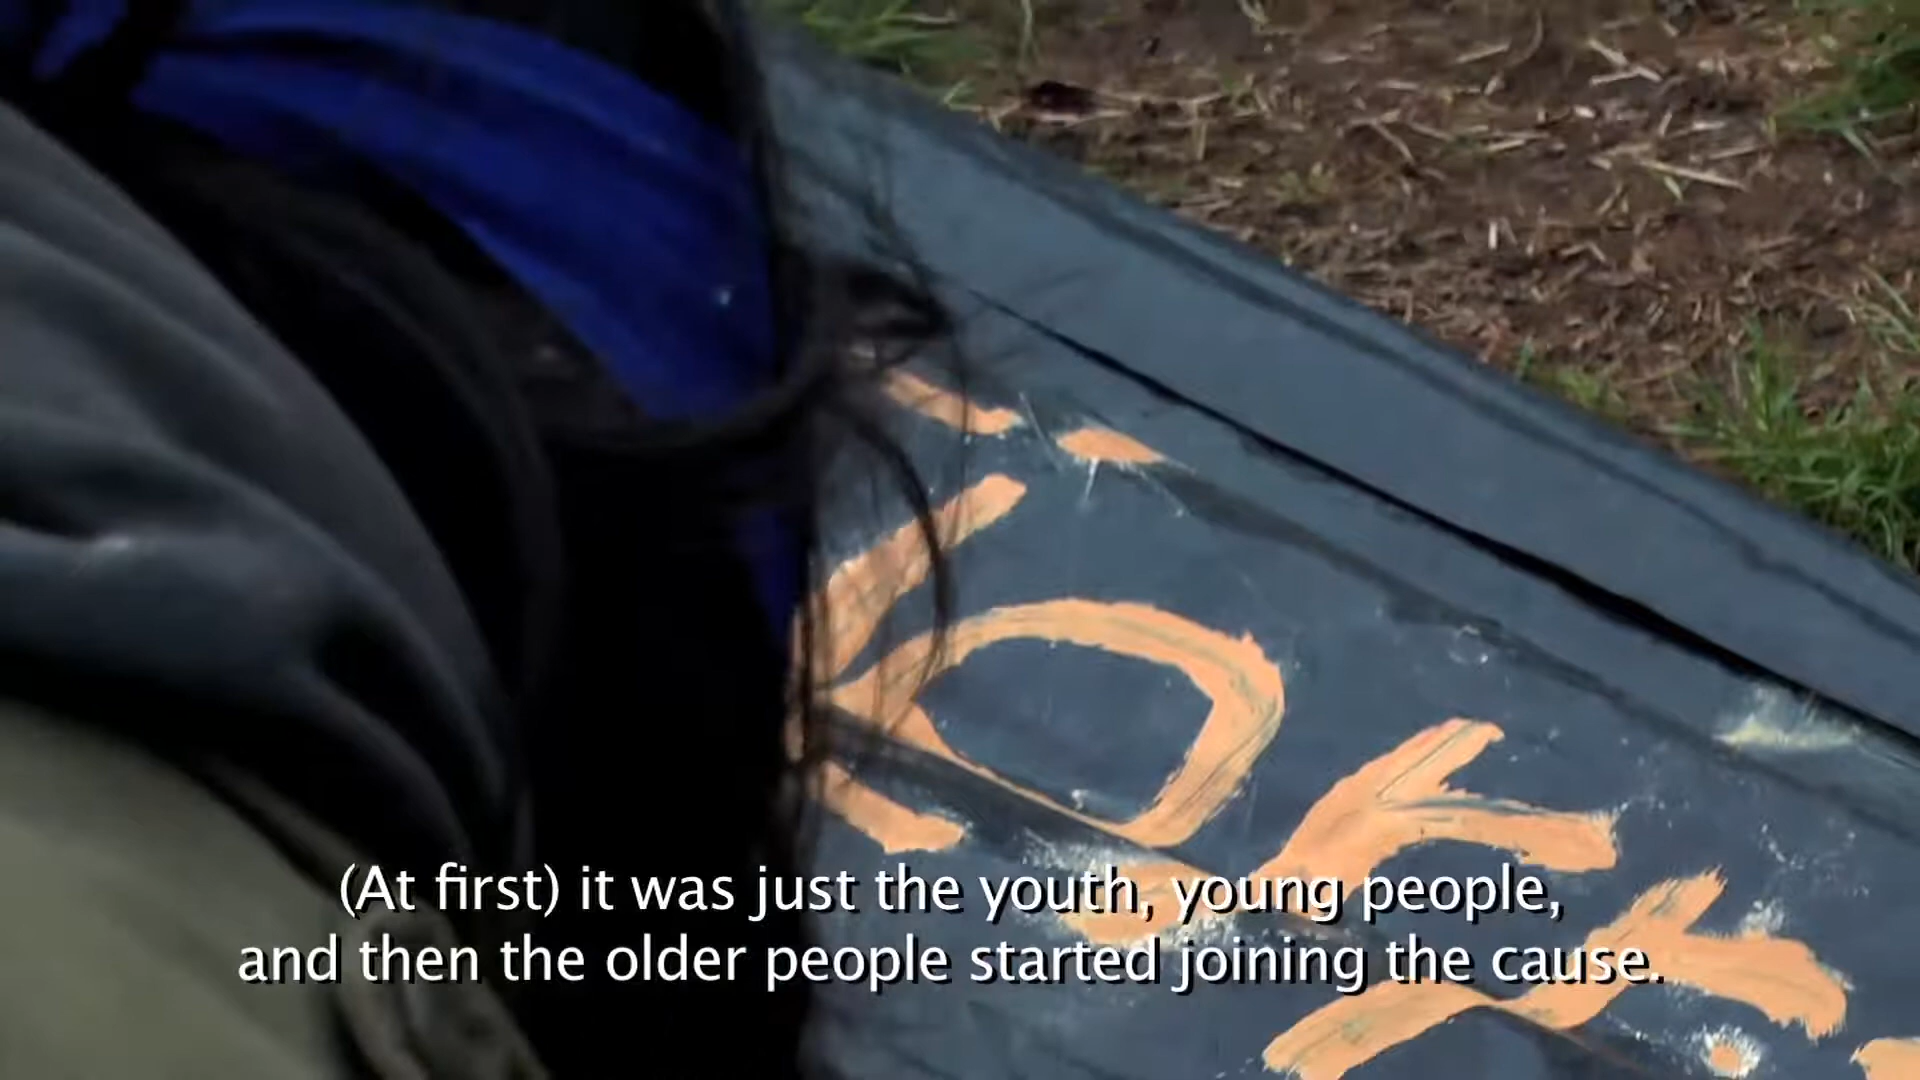 (At first) it was just the youth, young people,
and then the older people started joining the cause.